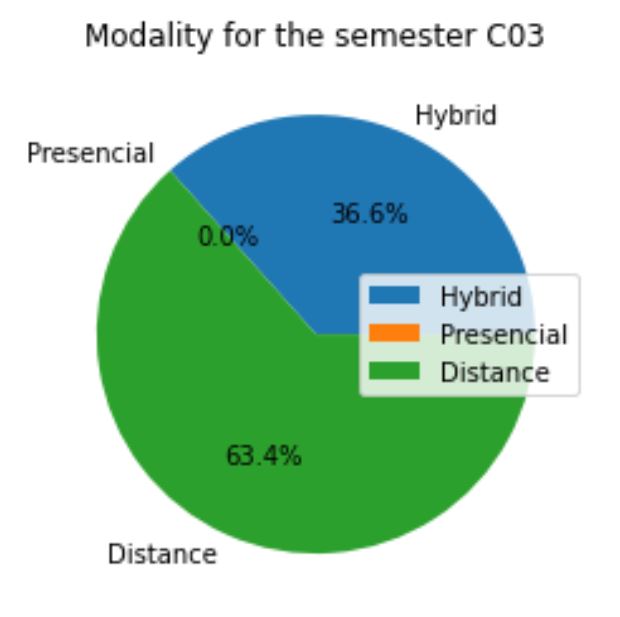 Modality for the semester C03
Hybrid
Presencial
36.6%
0.0%
Hybrid
Presencial
Distance
63.4%
Distance